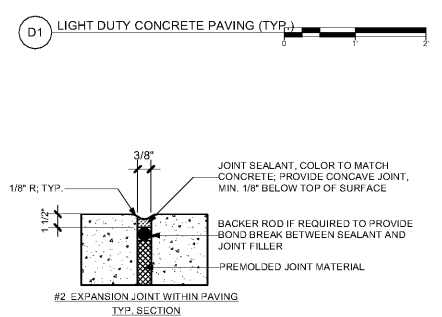 D1
LIGHT DUTY CONCRETE PAVING (TYP.)
0 1' 2'
3/8"
JOINT SEALANT, COLOR TO MATCH
CONCRETE; PROVIDE CONCAVE JOINT,
MIN. 1/8" BELOW TOP OF SURFACE
1/8" R; TYP.
1 1/2"
BACKER ROD IF REQUIRED TO PROVIDE
BOND BREAK BETWEEN SEALANT AND
JOINT FILLER
PREMOLDED JOINT MATERIAL
#2 EXPANSION JOINT WITHIN PAVING
TYP. SECTION